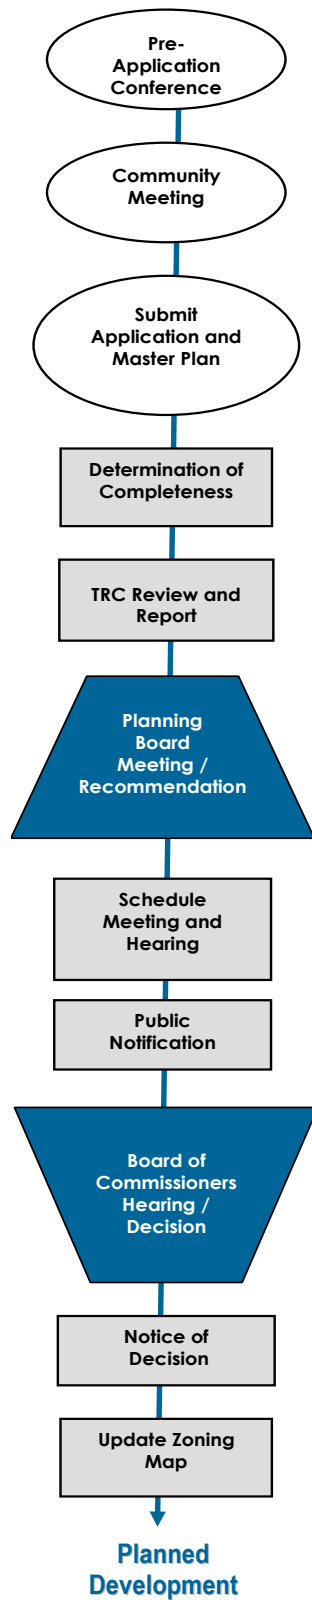 Pre-
Application
Conference
Community
Meeting
Submit
Application and
Master Plan
Determination of
Completeness
TRC Review and
Report
Planning
Board
Meeting /
Recommendation
Schedule
Meeting and
Hearing
Public
Notification
Board of
Commissioners
Hearing /
Decision
Notice of
Decision
Update Zoning
Map
Planned
Development